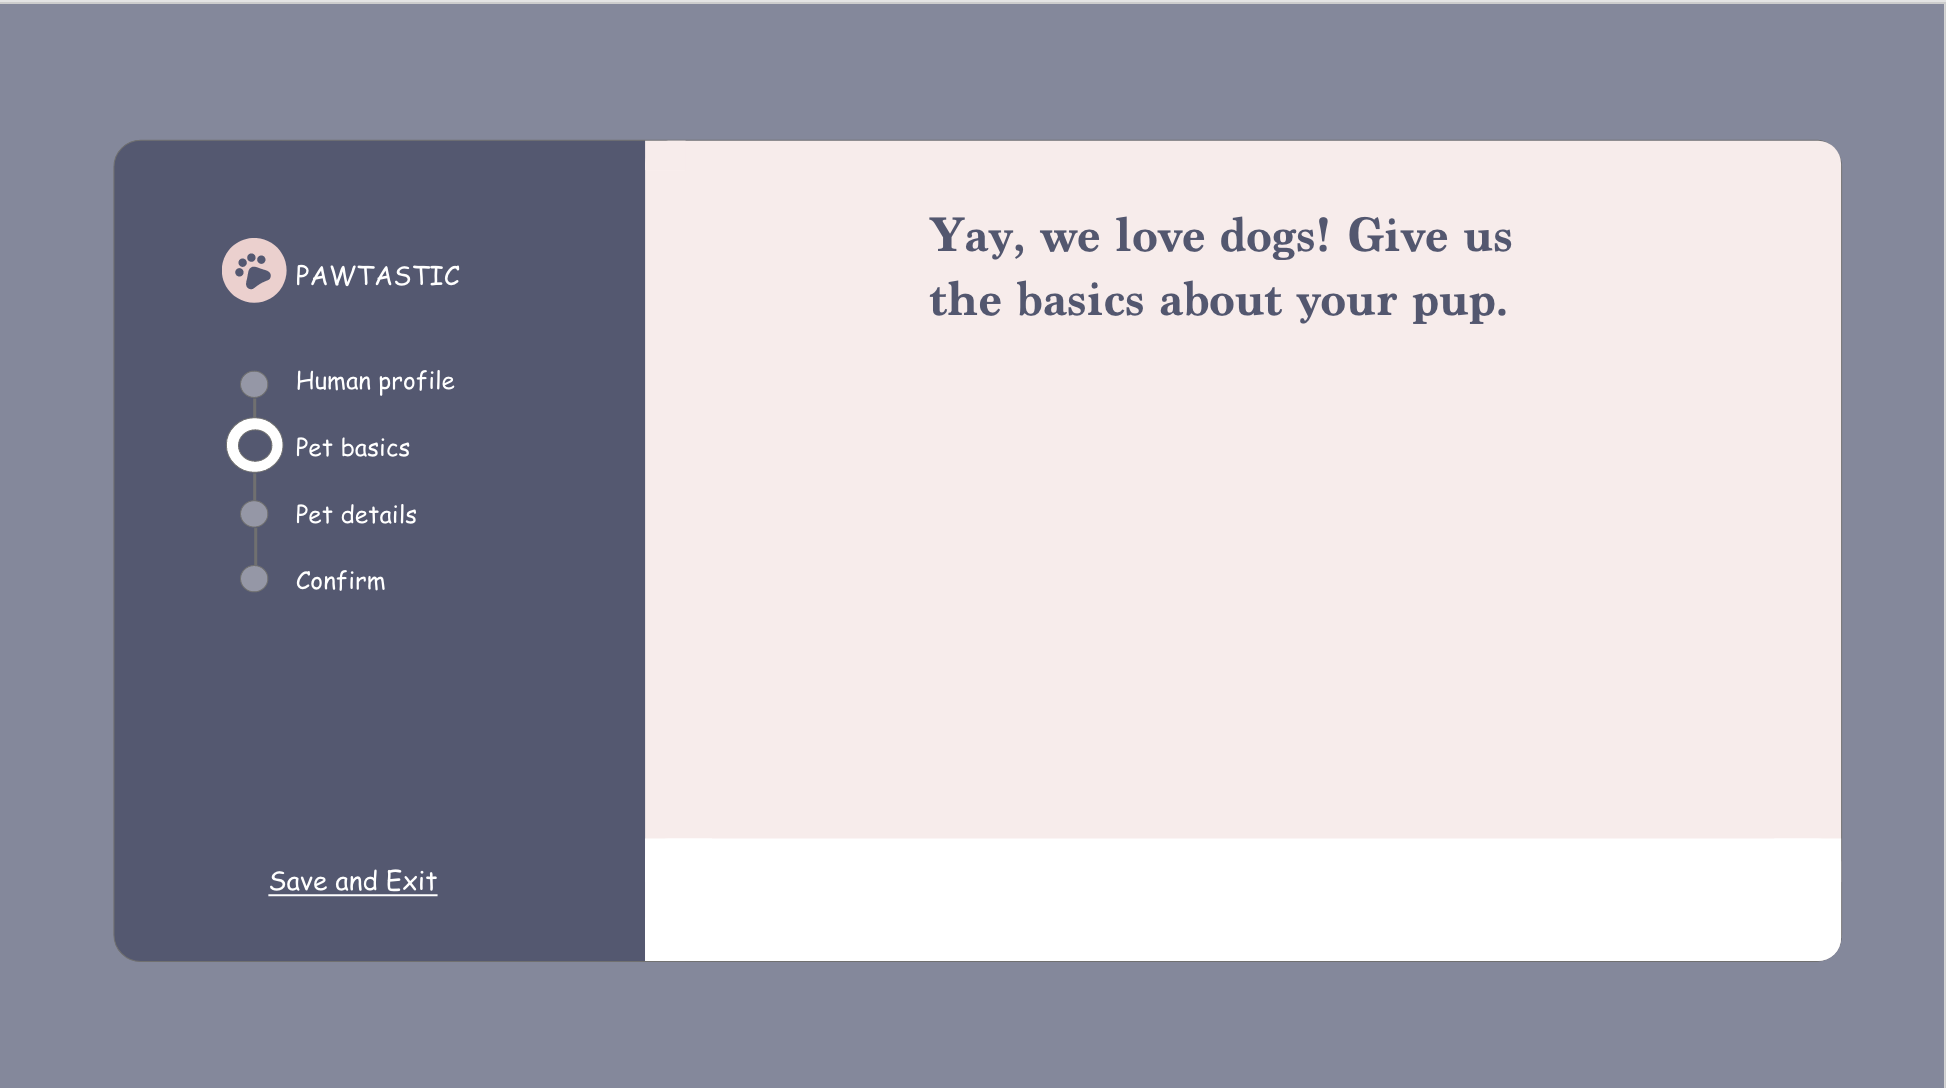 PAWTASTIC
Human profile
Pet basics
Pet details
Confirm
Save and Exit
Yay, we love dogs! Give us
the basics about your pup.